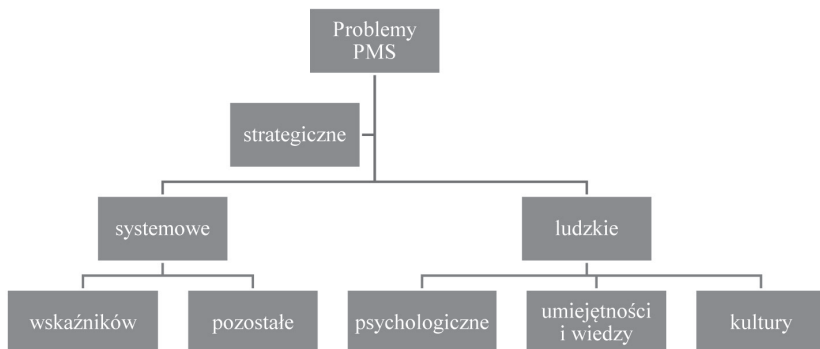 Problemy
PMS
strategiczne
systemowe
ludzkie
wskaźników
pozostałe
psychologiczne
umiejętności
i wiedzy
kultury